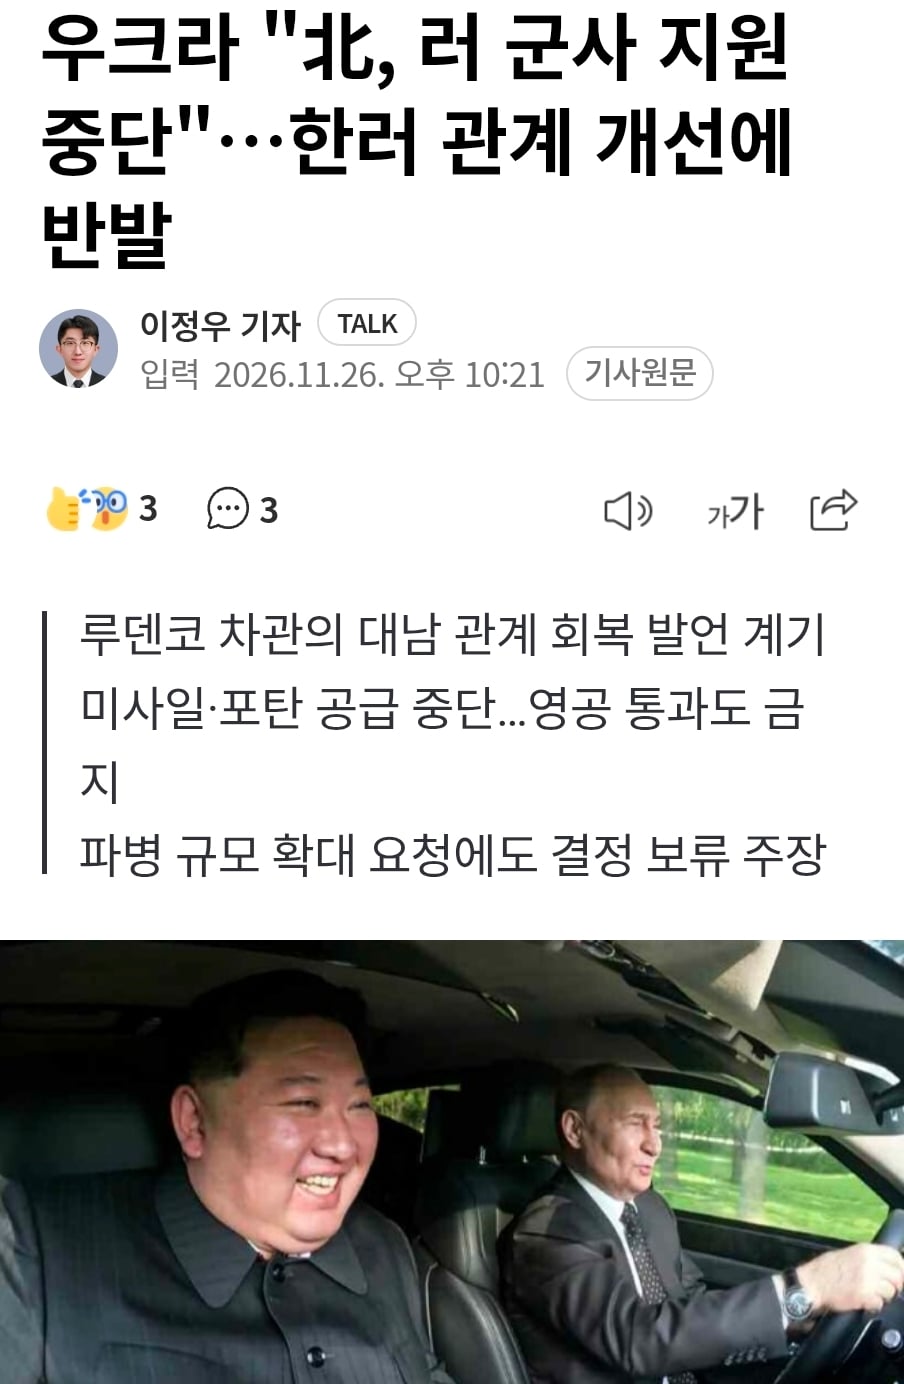 우크라 "北, 러 군사 지원
중단"…한러 관계 개선에
반발
이정우 기자 TALK
입력 2026.11.26. 오후 10:21 기사원문
3 3 가가
루덴코 차관의 대남 관계 회복 발언 계기
미사일·포탄 공급 중단...영공 통과도 금
지
파병 규모 확대 요청에도 결정 보류 주장